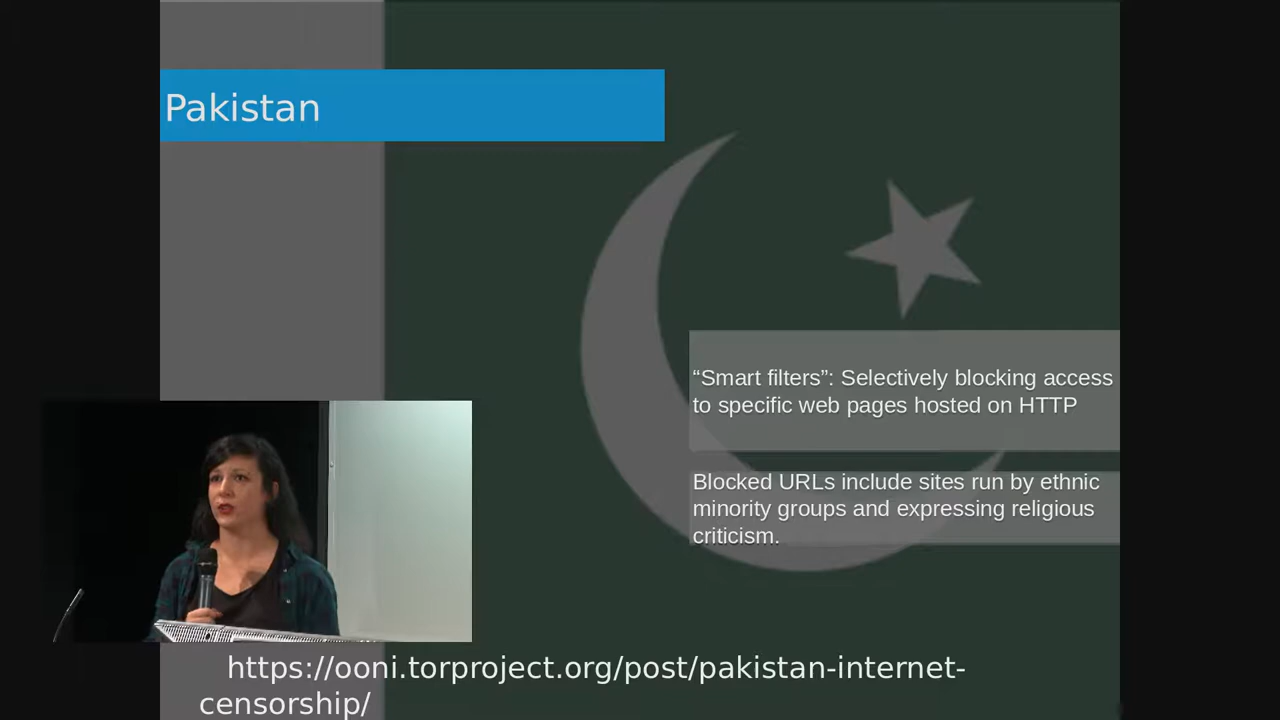 Pakistan
“Smart filters”: Selectively blocking access
to specific web pages hosted on HTTP
Blocked URLs include sites run by ethnic
minority groups and expressing religious
criticism.
https://ooni.torproject.org/post/pakistan-internet-
censorship/